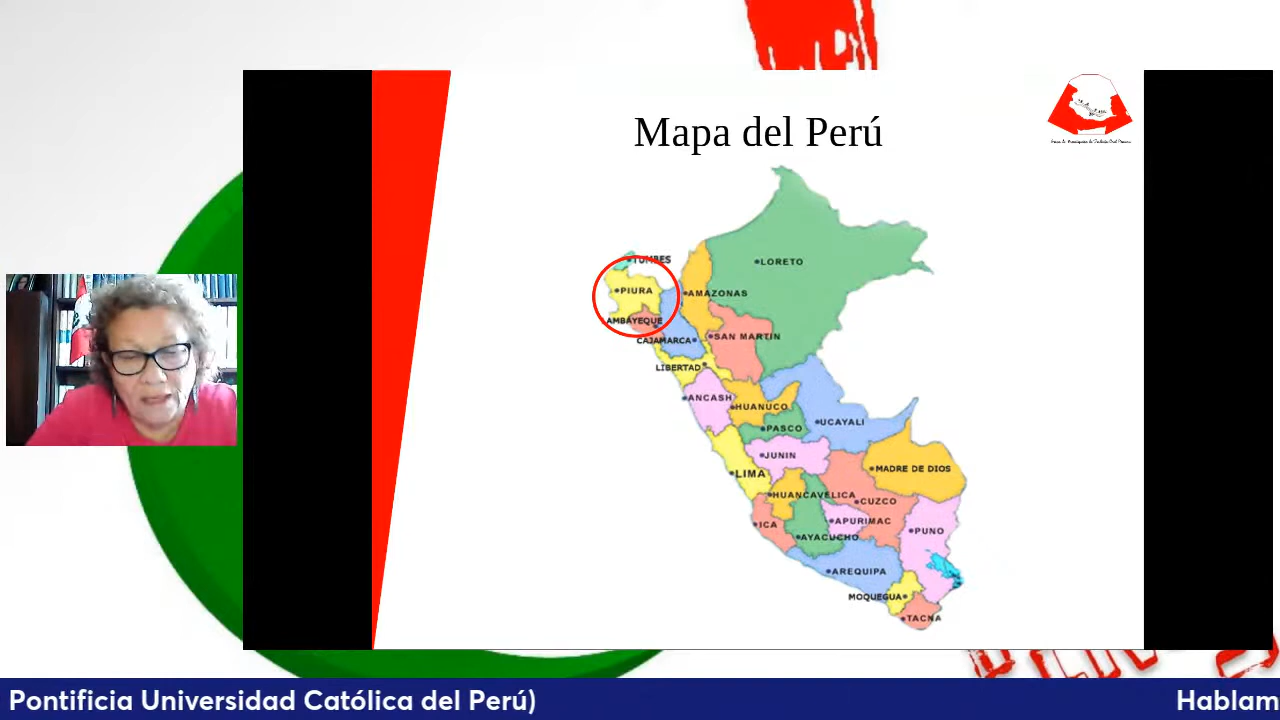 Mapa del Perú
TUMBES
LORETO
PIURA
AMAZONAS
AMBAYEQUE
CAJAMARCA
SAN MARTIN
LIBERTAD
ANCASH
HUANUCO
PASCO
UCAYALI
JUNIN
LIMA
MADRE DE DIOS
HUANCAVELICA
CUZCO
ICA
APURIMAC
PUNO
AYACUCHO
AREQUIPA
MOQUEGUA
TACNA
Pontificia Universidad Católica del Perú)
Hablam